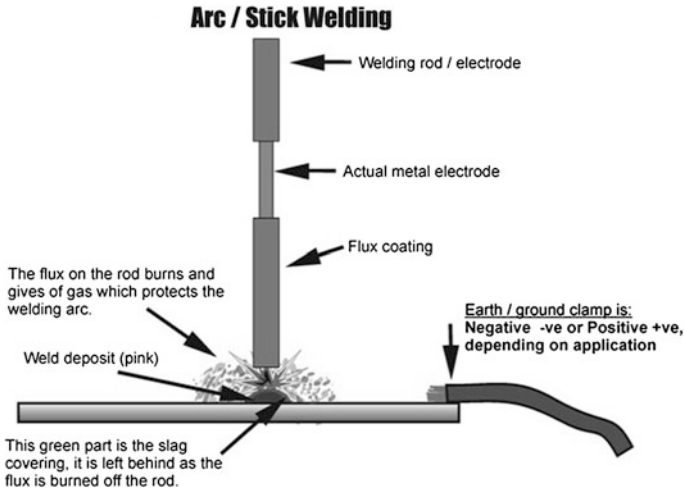 Arc / Stick Welding
Welding rod / electrode
Actual metal electrode
Flux coating
The flux on the rod burns and
gives of gas which protects the
welding arc.
Earth / ground clamp is:
Negative -ve or Positive +ve,
depending on application
Weld deposit (pink)
This green part is the slag
covering, it is left behind as the
flux is burned off the rod.